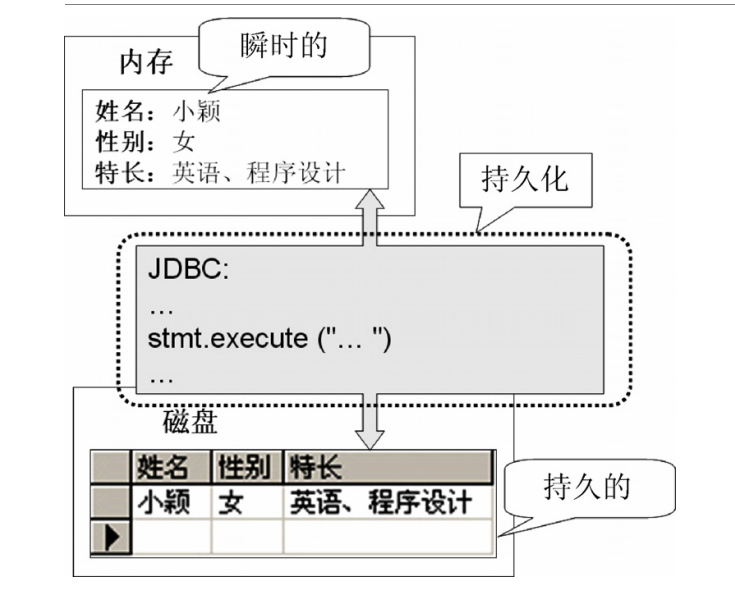 瞬时的
内存
姓名：小颖
性别：女
特长：英语、程序设计
持久化
JDBC:
…
stmt.execute ("… ")
…
磁盘
姓名 性别 特长
小颖 女 英语、程序设计
持久的